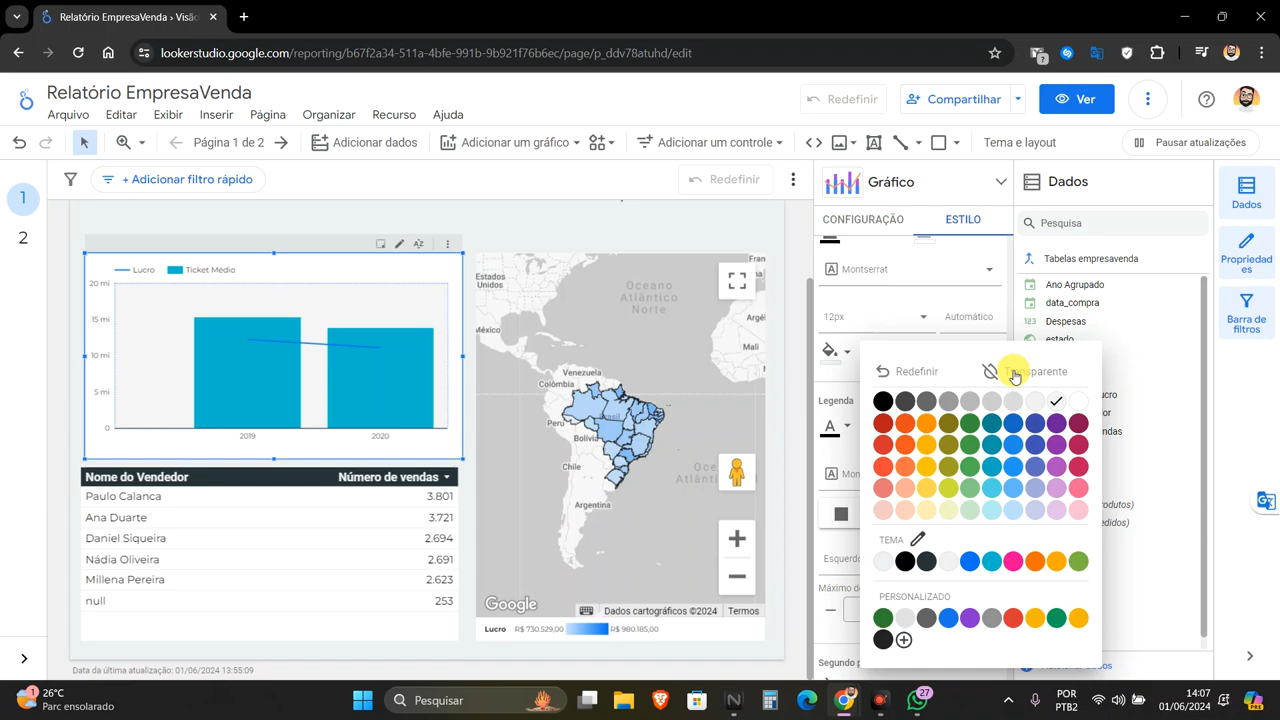 Relatório EmpresaVenda › Visão
lookerstudio.google.com/reporting/b67f2a34-511a-4bfe-991b-9b921f76b6ec/page/p_ddv78atuhd/edit
Relatório EmpresaVenda
Arquivo Editar Exibir Inserir Página Organizar Recurso Ajuda
Redefinir
Compartilhar
Ver
Página 1 de 2
Adicionar dados
Adicionar um gráfico
Adicionar um controle
Tema e layout
Pausar atualizações
1
2
+ Adicionar filtro rápido
Redefinir
Lucro Ticket Médio
20 mi
15 mi
10 mi
5 mi
0
2019 2020
Nome do Vendedor Número de vendas
Paulo Calanca 3.801
Ana Duarte 3.721
Daniel Siqueira 2.694
Nádia Oliveira 2.691
Millena Pereira 2.623
null 253
Estados
Unidos
Oceano
Atlântico
Norte
México
Venezuela
Colômbia
Peru
Brasil
Bolívia
Chile
Argentina
Mali
Google
Dados cartográficos ©2024 Termos
Lucro R$ 730.529,00 R$ 980.185,00
Data da última atualização: 01/06/2024 13:55:09
Gráfico
CONFIGURAÇÃO ESTILO
Montserrat
12px
Automático
Legenda
Redefinir
Transparente
TEMA
PERSONALIZADO
Dados
Pesquisa
Tabelas empresavenda
Ano Agrupado
data_compra
123 Despesas
estado
Dados
Propriedad
es
Barra de
filtros
27
26°C
Parc ensolarado
Pesquisar
POR
PTB2
14:07
01/06/2024